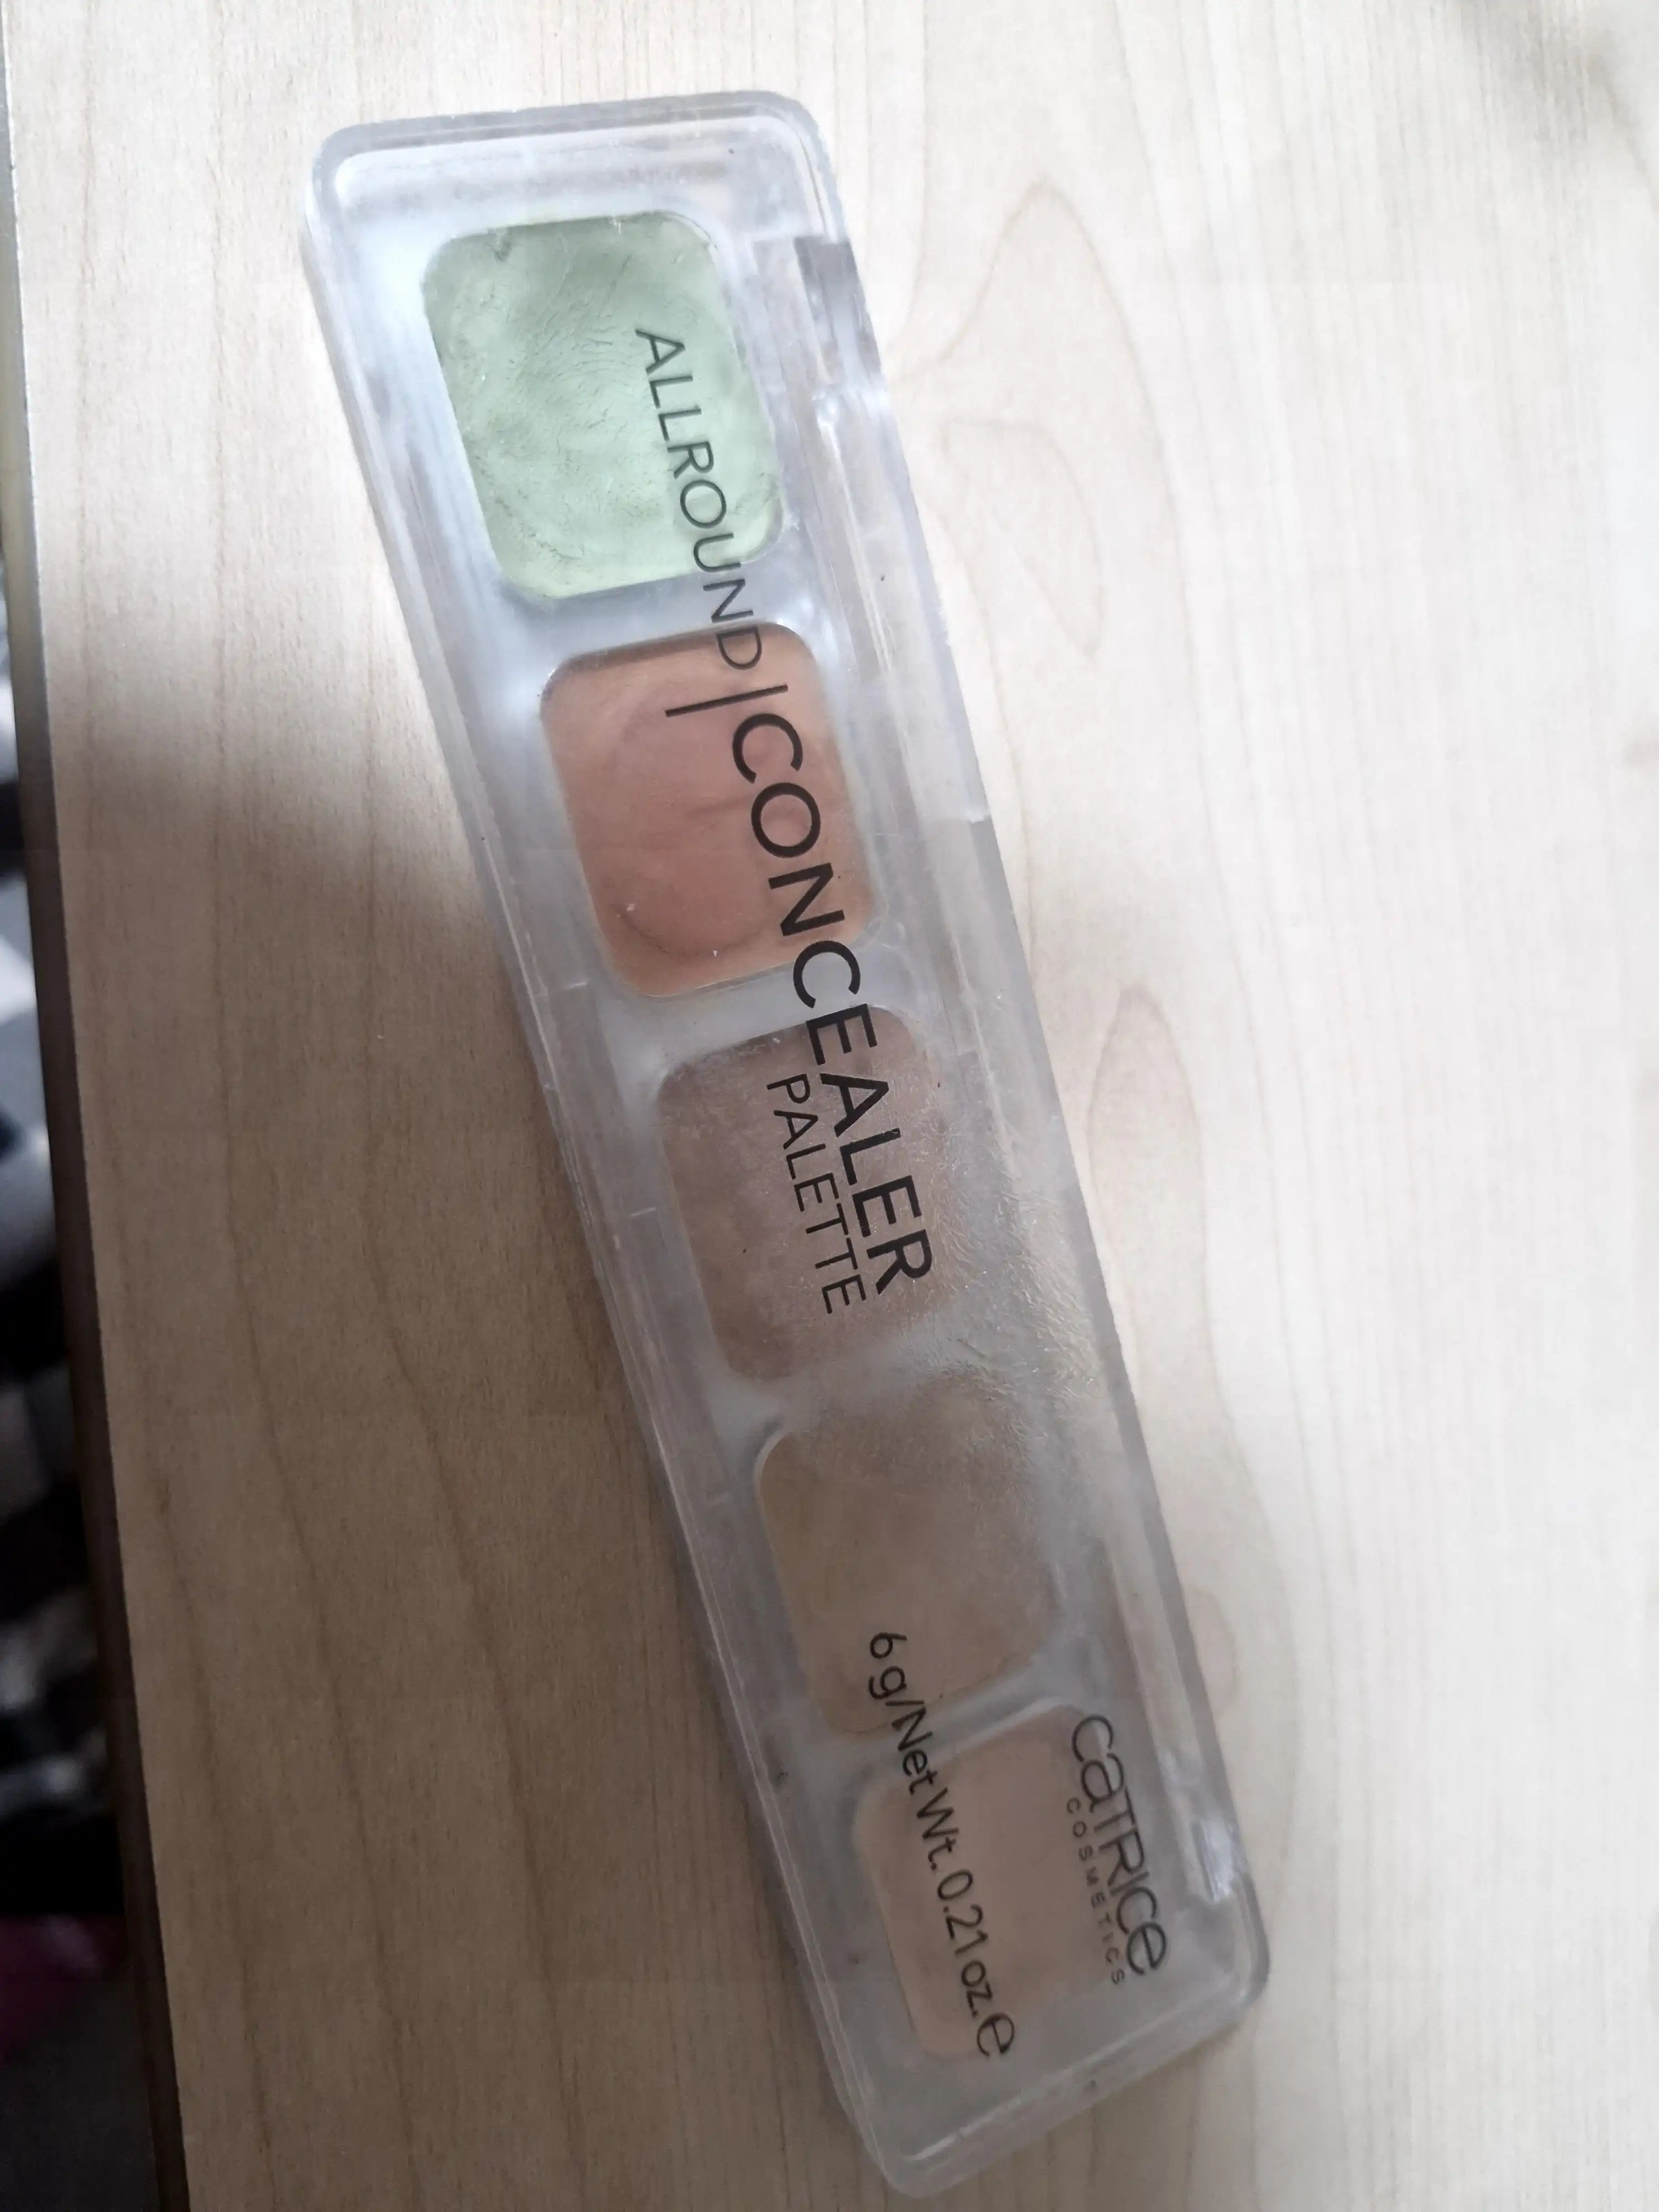 ALLROUND | CONCEALER
PALETTE
CATRICE
COSMETICS
6 g/Net Wt. 0.21 oz. ℮